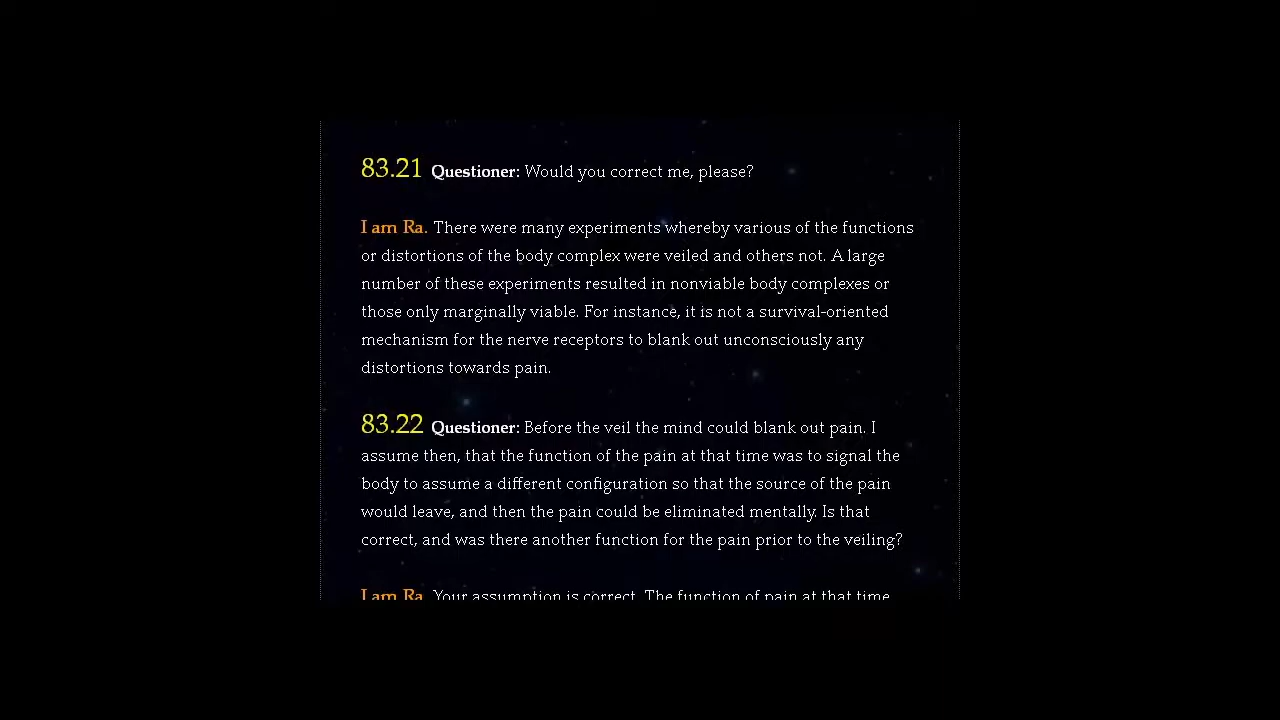 83.21 Questioner: Would you correct me, please?
I am Ra. There were many experiments whereby various of the functions
or distortions of the body complex were veiled and others not. A large
number of these experiments resulted in nonviable body complexes or
those only marginally viable. For instance, it is not a survival-oriented
mechanism for the nerve receptors to blank out unconsciously any
distortions towards pain.
83.22 Questioner: Before the veil the mind could blank out pain. I
assume then, that the function of the pain at that time was to signal the
body to assume a different configuration so that the source of the pain
would leave, and then the pain could be eliminated mentally. Is that
correct, and was there another function for the pain prior to the veiling?
I am Ra. Your assumption is correct. The function of pain at that time